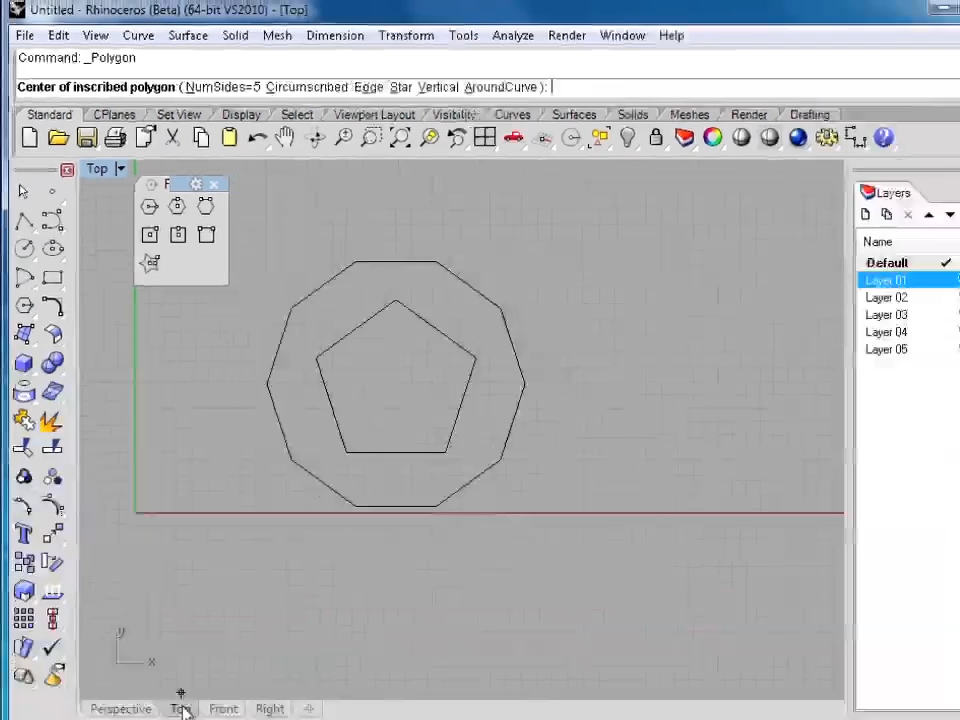 Untitled - Rhinoceros (Beta) (64-bit VS2010) - [Top]
File Edit View Curve Surface Solid Mesh Dimension Transform Tools Analyze Render Window Help
Command: _Polygon
Center of inscribed polygon ( NumSides=5 Circumscribed Edge Star Vertical AroundCurve ):
Standard CPlanes Set View Display Select Viewport Layout Visibility Curves Surfaces Solids Meshes Render Drafting
Top
Layers
Name
Default
Layer 01
Layer 02
Layer 03
Layer 04
Layer 05
y
x
Perspective Top Front Right